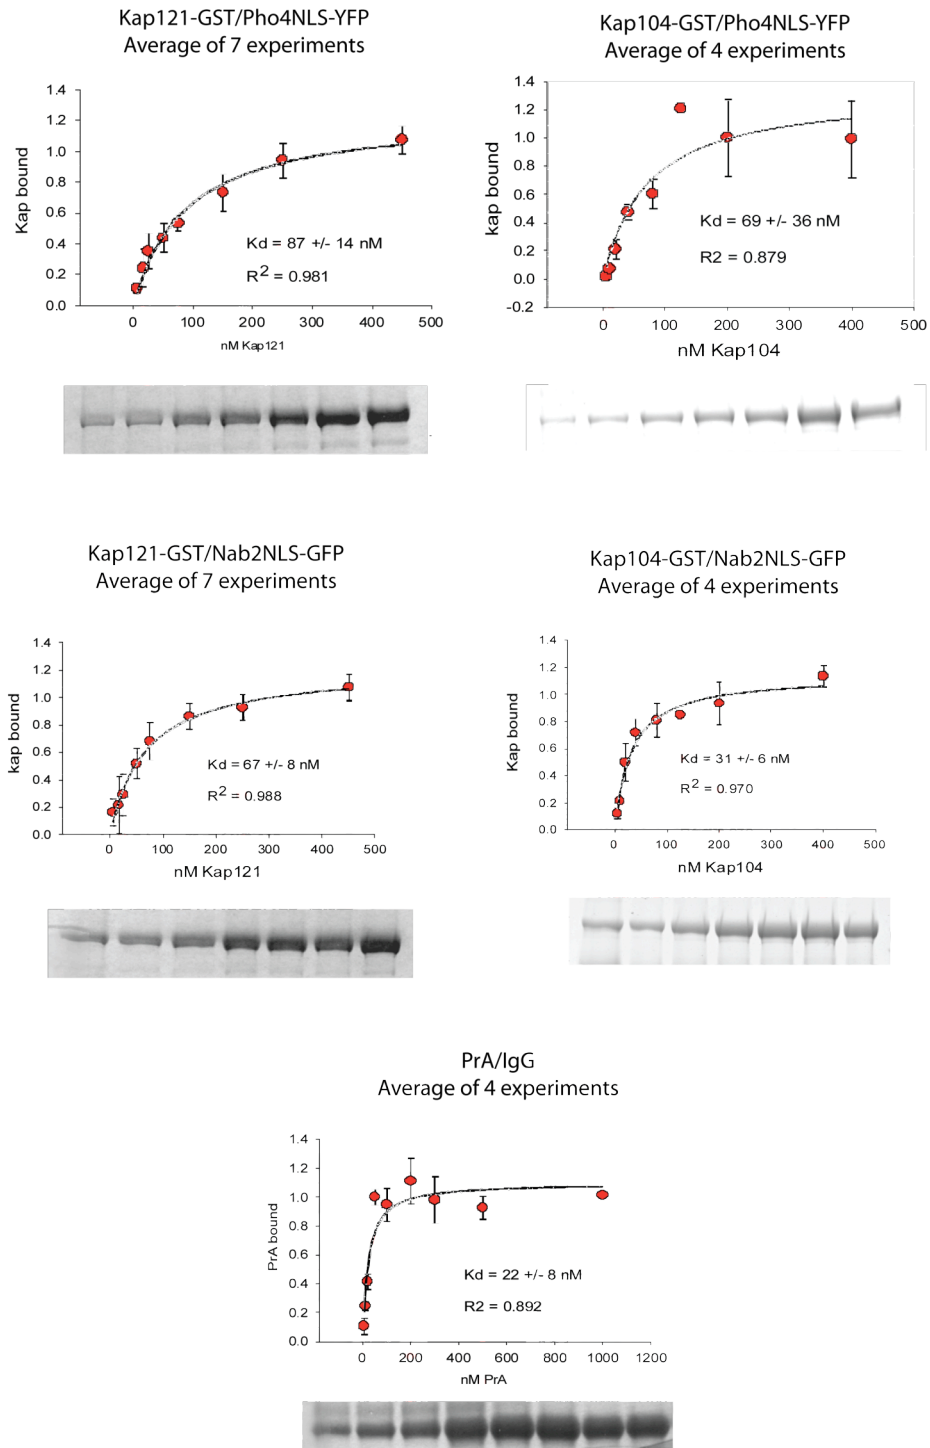 Kap121-GST/Pho4NLS-YFP
Average of 7 experiments
1.4
1.2
1.0
0.8
0.6
0.4
0.2
0.0
Kap bound
Kd = 87 +/- 14 nM
R2 = 0.981
0 100 200 300 400 500
nM Kap121
Kap104-GST/Pho4NLS-YFP
Average of 4 experiments
1.4
1.2
1.0
0.8
0.6
0.4
0.2
0.0
-0.2
kap bound
Kd = 69 +/- 36 nM
R2 = 0.879
0 100 200 300 400 500
nM Kap104
Kap121-GST/Nab2NLS-GFP
Average of 7 experiments
1.4
1.2
1.0
0.8
0.6
0.4
0.2
0.0
kap bound
Kd = 67 +/- 8 nM
R2 = 0.988
0 100 200 300 400 500
nM Kap121
Kap104-GST/Nab2NLS-GFP
Average of 4 experiments
1.4
1.2
1.0
0.8
0.6
0.4
0.2
0.0
Kap bound
Kd = 31 +/- 6 nM
R2 = 0.970
0 100 200 300 400 500
nM Kap104
PrA/IgG
Average of 4 experiments
1.4
1.2
1.0
0.8
0.6
0.4
0.2
0.0
PrA bound
Kd = 22 +/- 8 nM
R2 = 0.892
0 200 400 600 800 1000 1200
nM PrA